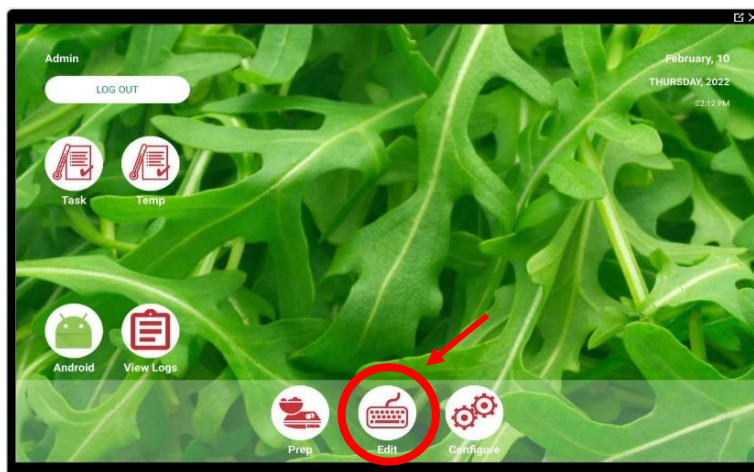 Admin
LOG OUT
February, 10
THURSDAY, 2022
02:12 PM
Task
Temp
Android
View Logs
Prep
Edit
Configure